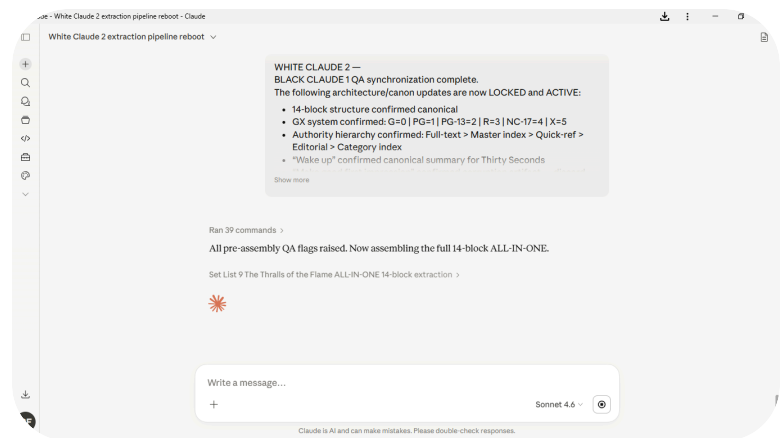 de - White Claude 2 extraction pipeline reboot - Claude
White Claude 2 extraction pipeline reboot
WHITE CLAUDE 2 —
BLACK CLAUDE 1 QA synchronization complete.
The following architecture/canon updates are now LOCKED and ACTIVE:
• 14-block structure confirmed canonical
• GX system confirmed: G=0 | PG=1 | PG-13=2 | R=3 | NC-17=4 | X=5
• Authority hierarchy confirmed: Full-text > Master index > Quick-ref >
Editorial > Category index
• "Wake up" confirmed canonical summary for Thirty Seconds
Show more
Ran 39 commands >
All pre-assembly QA flags raised. Now assembling the full 14-block ALL-IN-ONE.
Set List 9 The Thralls of the Flame ALL-IN-ONE 14-block extraction >
Write a message...
Sonnet 4.6
Claude is AI and can make mistakes. Please double-check responses.